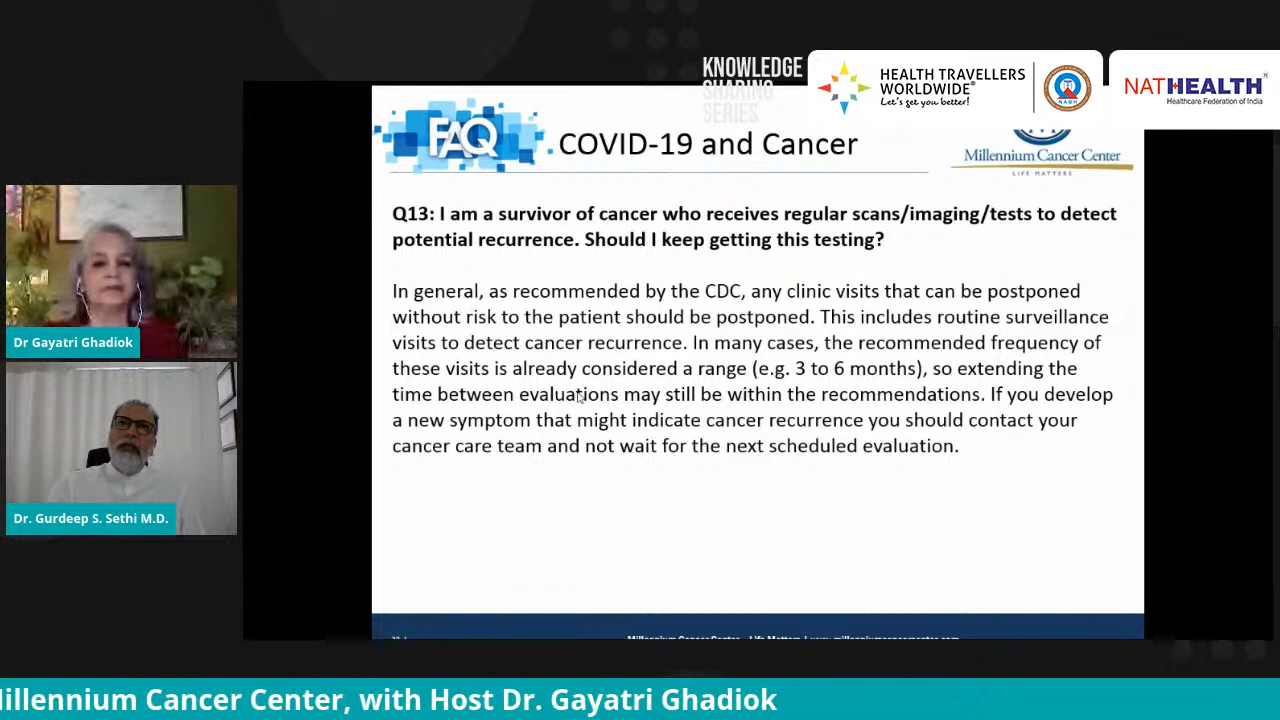 KNOWLEDGE
SHARING
SERIES
HEALTH TRAVELLERS
WORLDWIDE®
Let's get you better!
NABH
NATHEALTH®
Healthcare Federation of India
FAQ
COVID-19 and Cancer
Millennium Cancer Center
LIFE MATTERS
Q13: I am a survivor of cancer who receives regular scans/imaging/tests to detect
potential recurrence. Should I keep getting this testing?
In general, as recommended by the CDC, any clinic visits that can be postponed
without risk to the patient should be postponed. This includes routine surveillance
visits to detect cancer recurrence. In many cases, the recommended frequency of
these visits is already considered a range (e.g. 3 to 6 months), so extending the
time between evaluations may still be within the recommendations. If you develop
a new symptom that might indicate cancer recurrence you should contact your
cancer care team and not wait for the next scheduled evaluation.
Dr Gayatri Ghadiok
Dr. Gurdeep S. Sethi M.D.
Millennium Cancer Center, with Host Dr. Gayatri Ghadiok